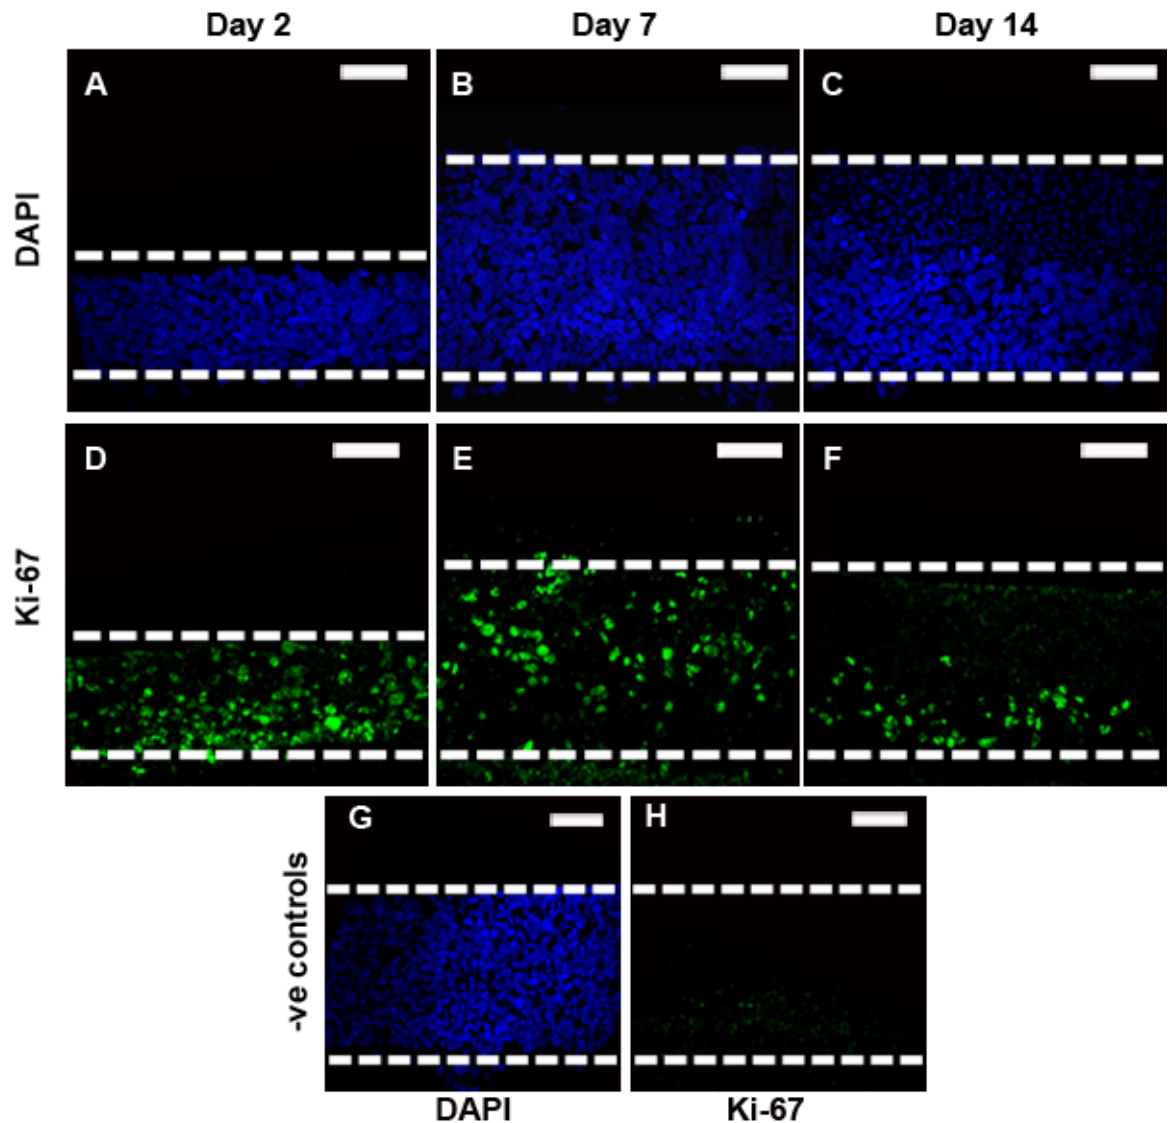 Day 2 Day 7 Day 14
DAPI
A B C
Ki-67
D E F
-ve controls
G H
DAPI Ki-67